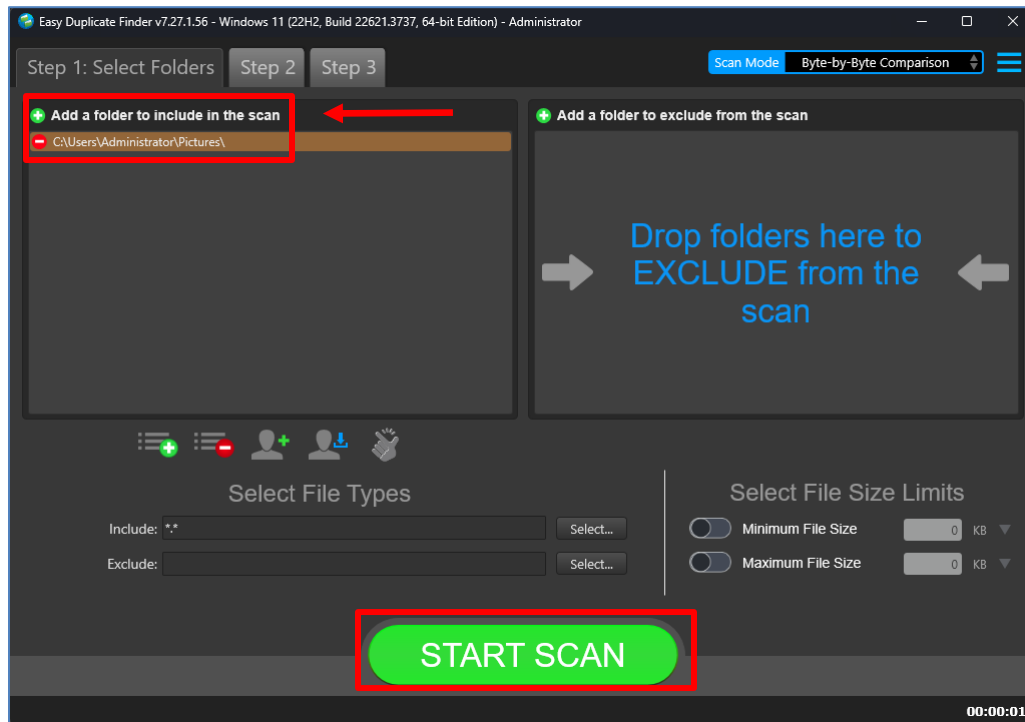 Easy Duplicate Finder v7.27.1.56 - Windows 11 (22H2, Build 22621.3737, 64-bit Edition) - Administrator
Step 1: Select Folders
Step 2
Step 3
Scan Mode
Byte-by-Byte Comparison
Add a folder to include in the scan
C:\Users\Administrator\Pictures\
Add a folder to exclude from the scan
Drop folders here to
EXCLUDE from the
scan
Select File Types
Include: *.*
Select...
Exclude:
Select...
Select File Size Limits
Minimum File Size
0 KB
Maximum File Size
0 KB
START SCAN
00:00:01